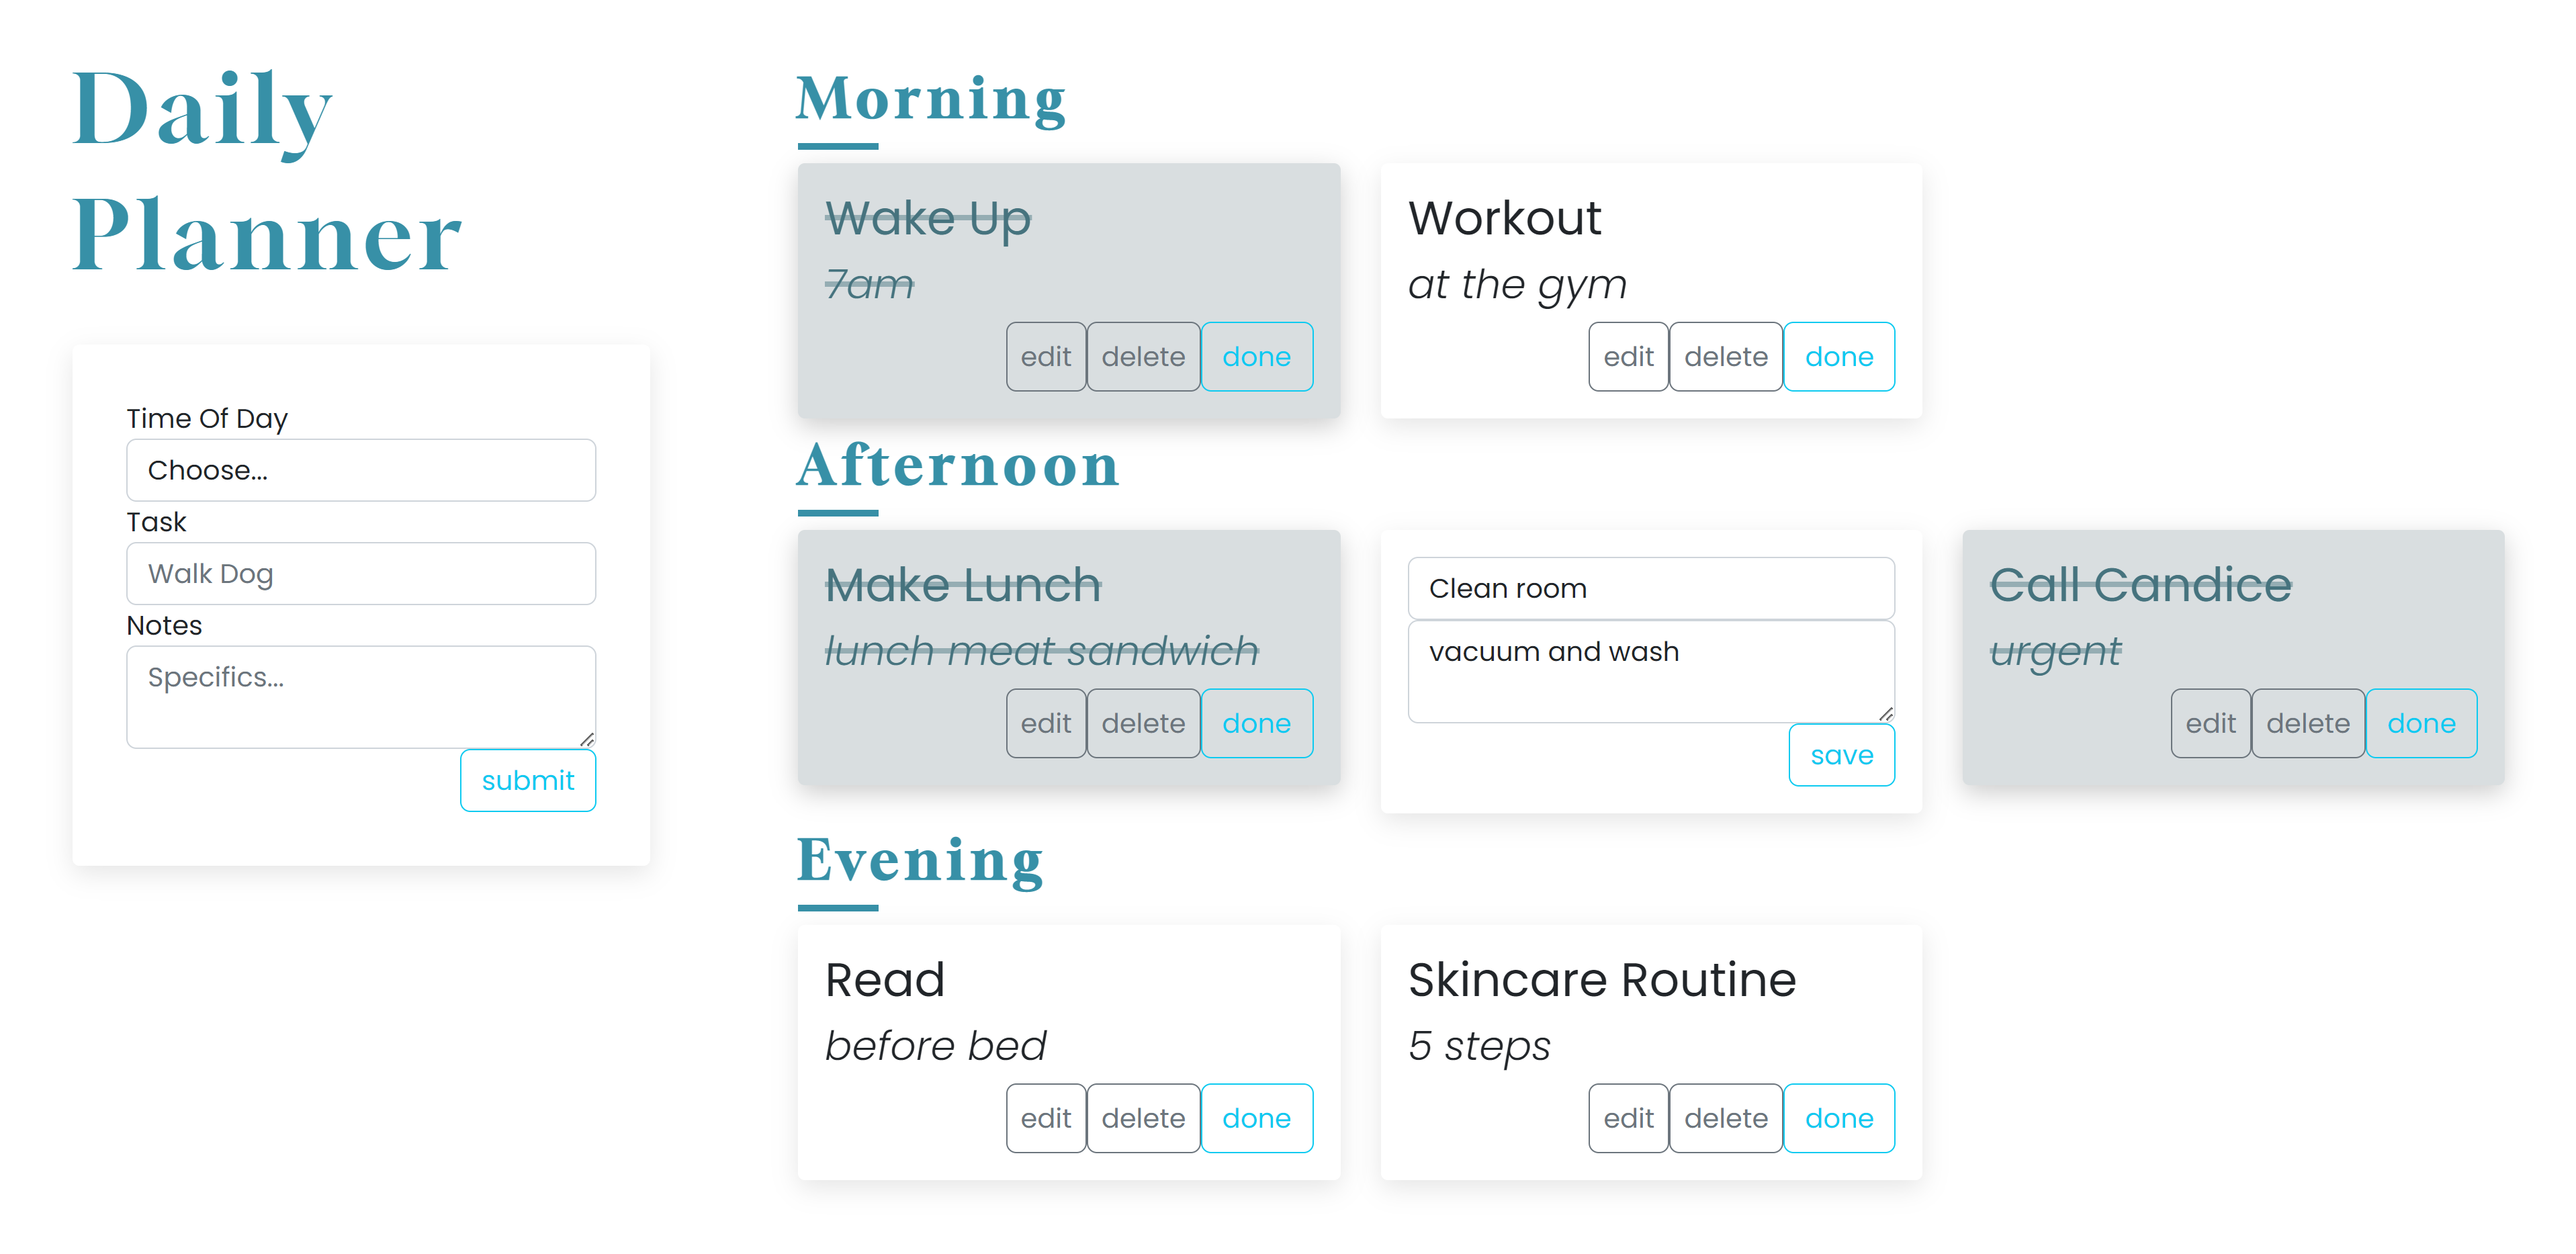 Daily
Planner
Time Of Day
Choose...
Task
Walk Dog
Notes
Specifics...
submit
Morning
Wake Up
7am
edit delete done
Workout
at the gym
edit delete done
Afternoon
Make Lunch
lunch meat sandwich
edit delete done
Clean room
vacuum and wash
save
Call Candice
urgent
edit delete done
Evening
Read
before bed
edit delete done
Skincare Routine
5 steps
edit delete done